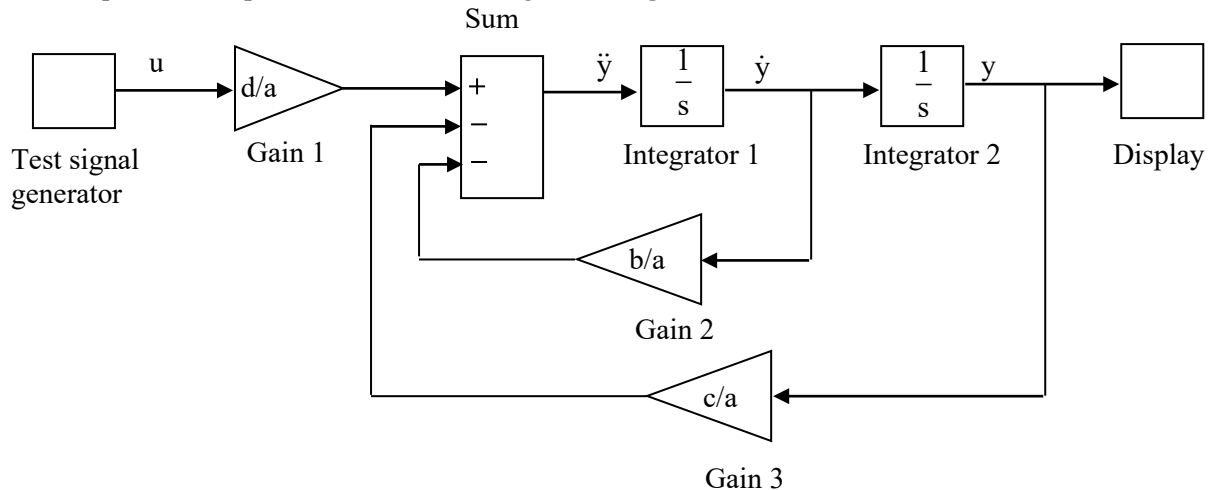 Sum
u
d/a
Gain 1
+
−
−
ÿ
1
s
Integrator 1
ẏ
1
s
Integrator 2
y
Display
Test signal
generator
b/a
Gain 2
c/a
Gain 3